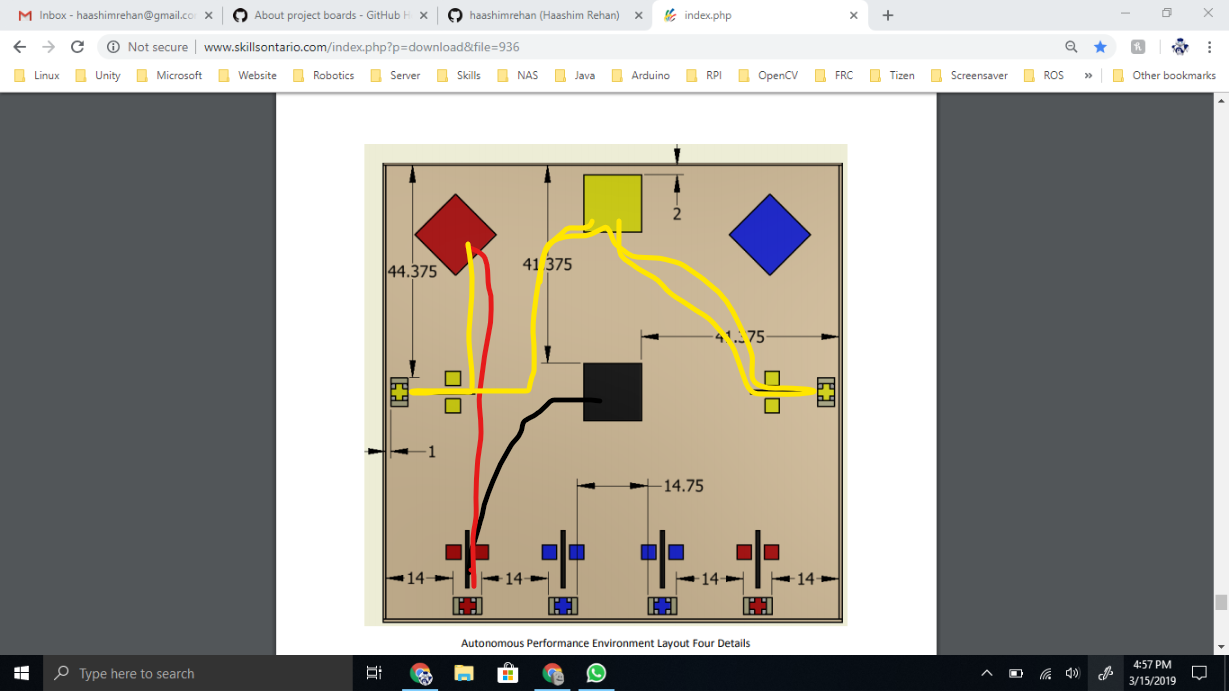 Inbox - haashimrehan@gmail.co
About project boards - GitHub H
haashimrehan (Haashim Rehan)
index.php
Not secure | www.skillsontario.com/index.php?p=download&file=936
Linux Unity Microsoft Website Robotics Server Skills NAS Java Arduino RPI OpenCV FRC Tizen Screensaver ROS » Other bookmarks
2
44.375
41.375
41.375
1
14.75
14 14 14 14
Autonomous Performance Environment Layout Four Details
Type here to search
4:57 PM
3/15/2019